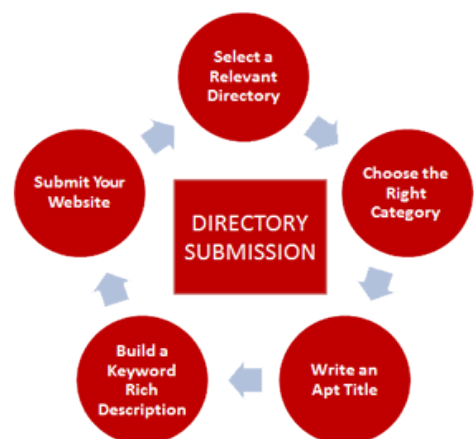 Select a
Relevant
Directory
Choose the
Right
Category
Write an
Apt Title
Build a
Keyword
Rich
Description
Submit Your
Website
DIRECTORY
SUBMISSION